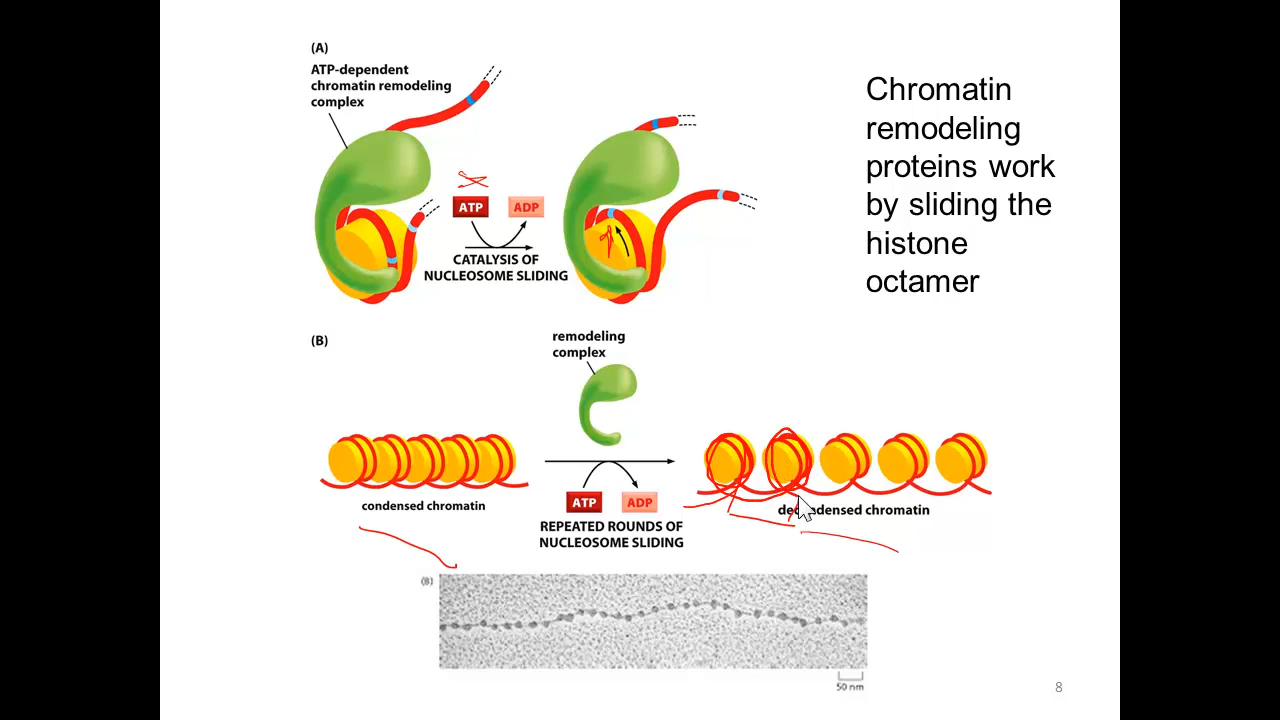 (A)
ATP-dependent
chromatin remodeling
complex
ATP
ADP
CATALYSIS OF
NUCLEOSOME SLIDING
Chromatin
remodeling
proteins work
by sliding the
histone
octamer
(B)
remodeling
complex
condensed chromatin
ATP
ADP
REPEATED ROUNDS OF
NUCLEOSOME SLIDING
decondensed chromatin
(B)
50 nm
8